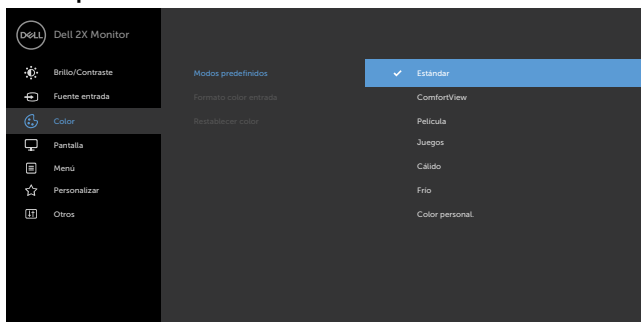 DELL Dell 2X Monitor
Brillo/Contraste Modos predefinidos Estándar
Fuente entrada Formato color entrada ComfortView
Color Restablecer color Película
Pantalla Juegos
Menú Cálido
Personalizar Frío
Otros Color personal.